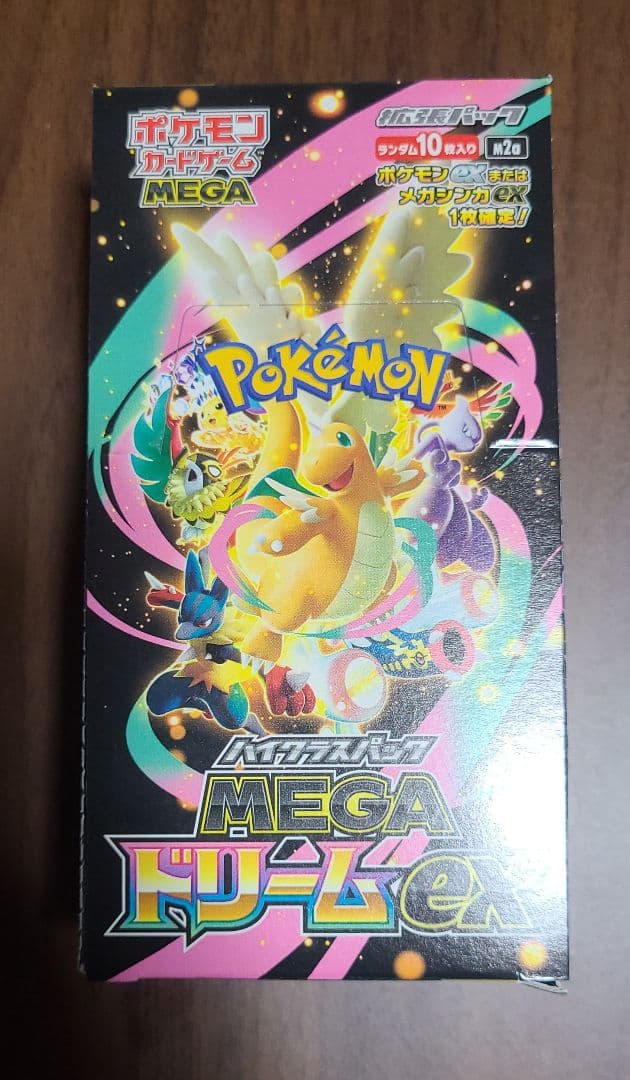 ポケモン
カードゲーム
MEGA
拡張パック
ランダム10枚入り M2a
ポケモンexまたは
メガシンカex
1枚確定!
POKéMON
TM
ハイクラスパック
MEGA
ドリームex